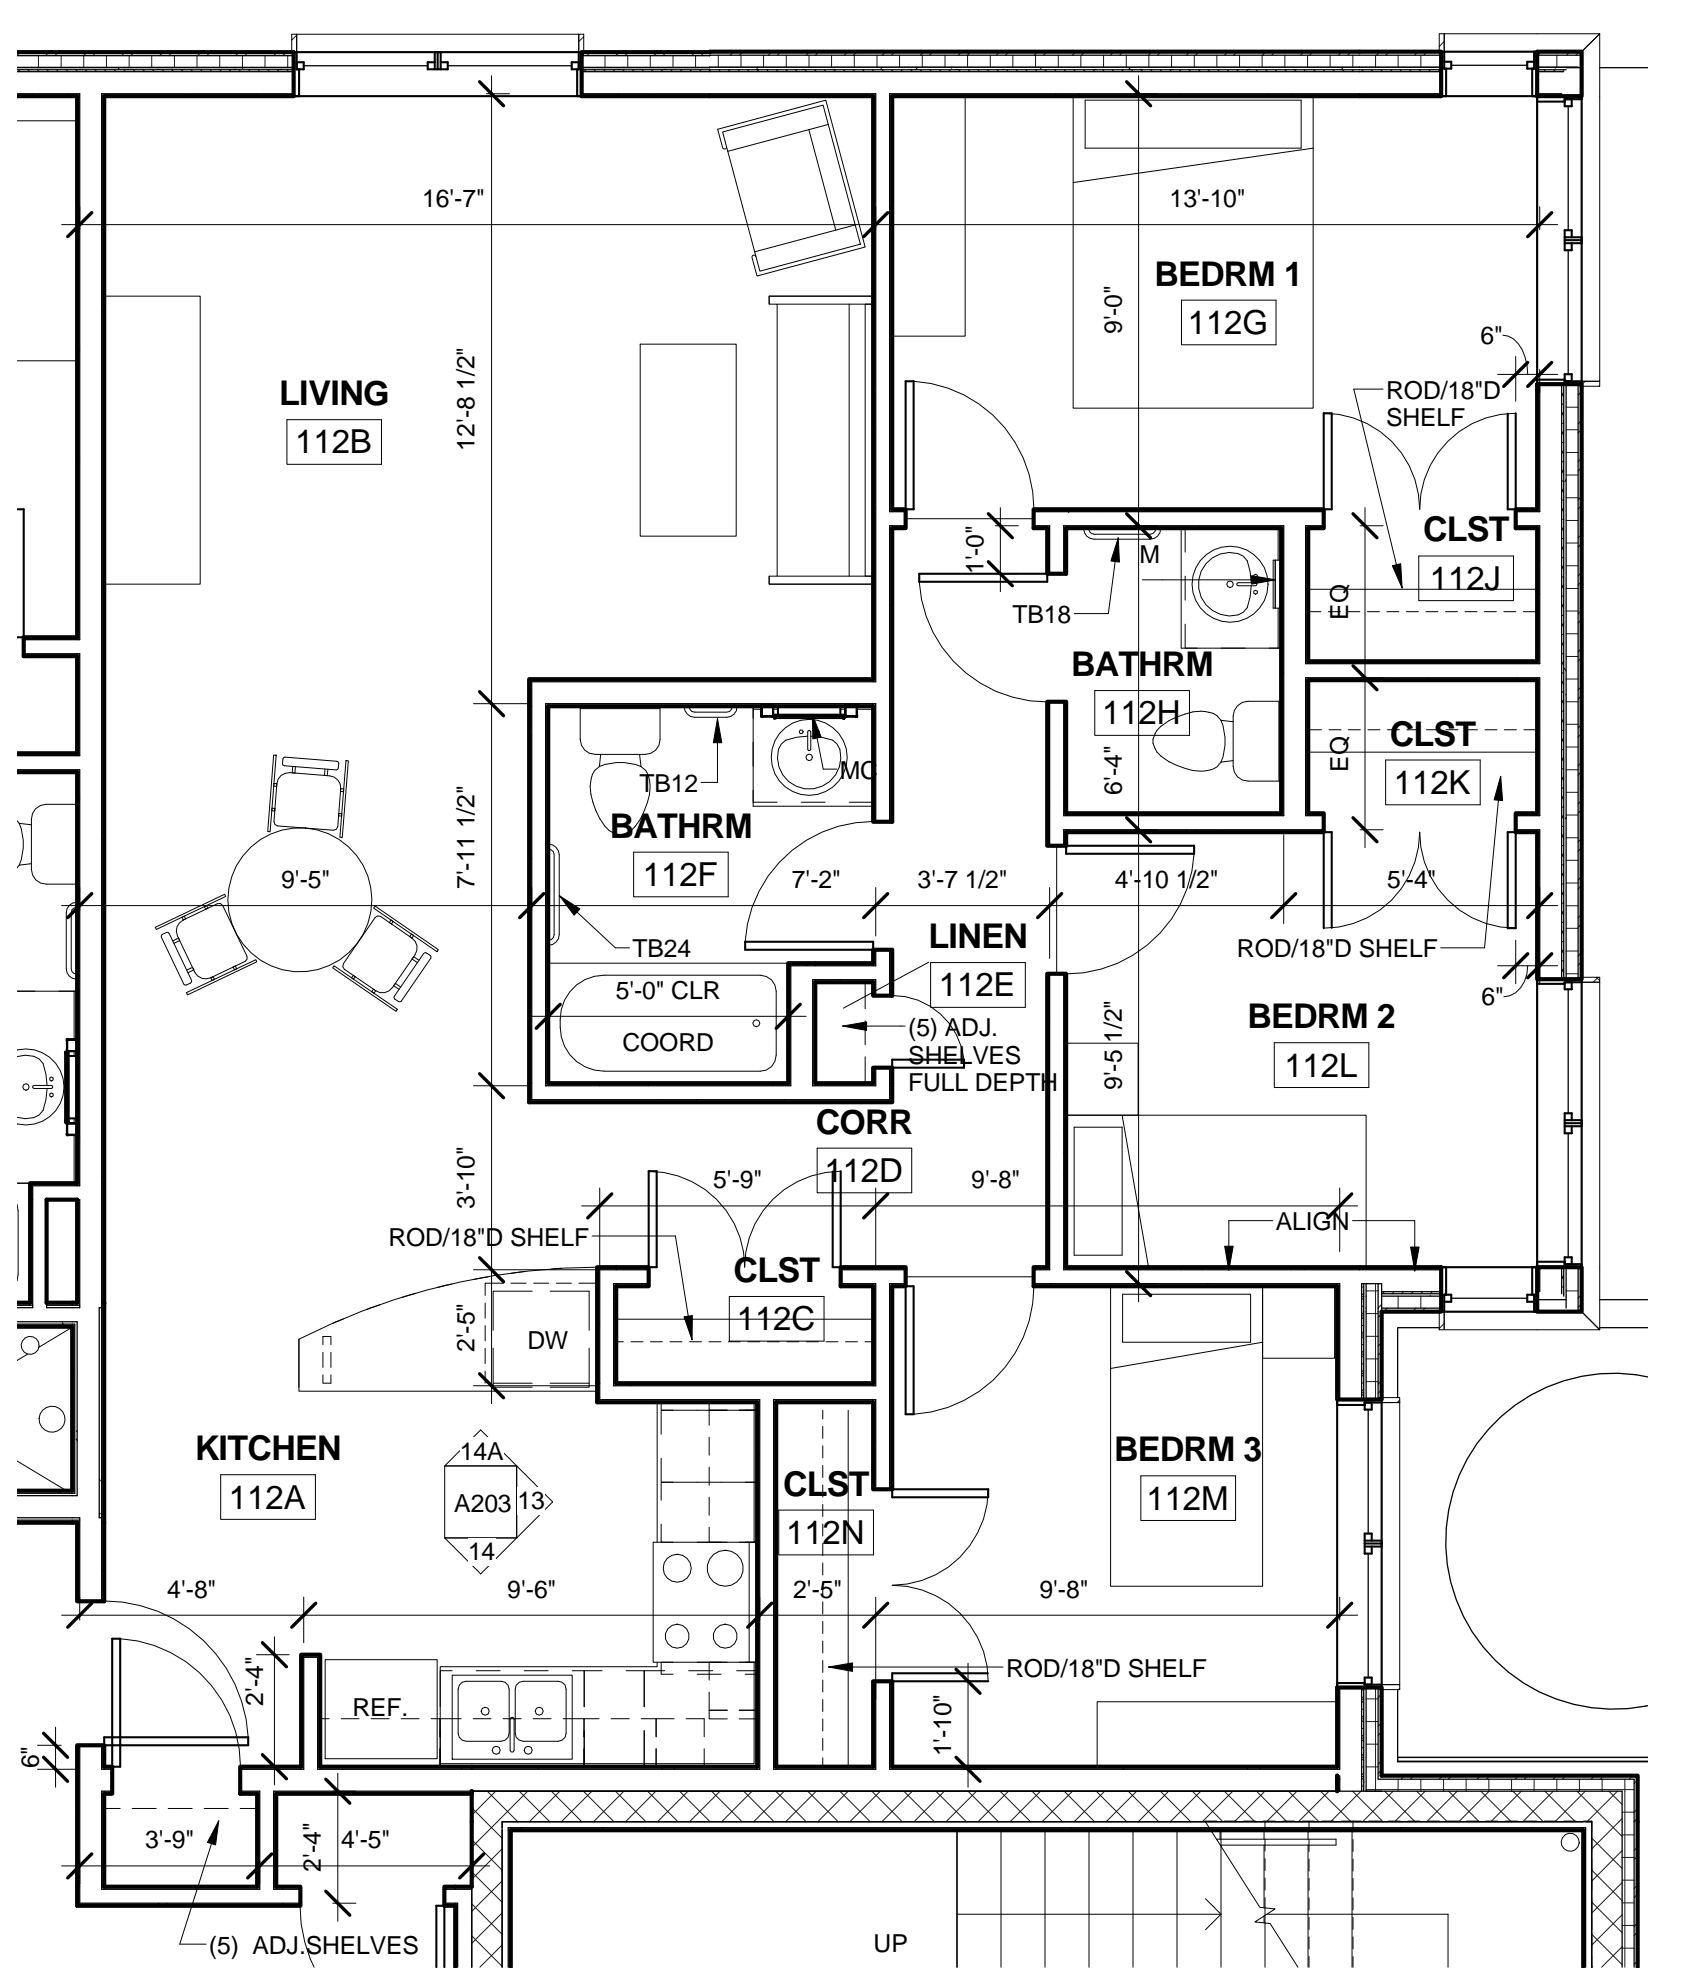 16'-7"
13'-10"
BEDRM 1
112G
9'-0"
6"
ROD/18"D
SHELF
LIVING
112B
12'-8 1/2"
CLST
112J
1'-0"
M
EQ
TB18
BATHRM
112H
CLST
112K
EQ
6'-4"
TB12
MC
BATHRM
112F
7'-11 1/2"
9'-5"
7'-2"
3'-7 1/2"
4'-10 1/2"
5'-4"
LINEN
112E
TB24
ROD/18"D SHELF
5'-0" CLR
COORD
6"
(5) ADJ.
SHELVES
FULL DEPTH
9'-5 1/2"
BEDRM 2
112L
CORR
112D
3'-10"
5'-9"
9'-8"
ALIGN
ROD/18"D SHELF
CLST
112C
2'-5"
DW
KITCHEN
112A
14A
A203
13
14
CLST
112N
BEDRM 3
112M
4'-8"
9'-6"
2'-5"
9'-8"
ROD/18"D SHELF
2'-4"
REF.
1'-10"
6"
3'-9"
2'-4"
4'-5"
(5) ADJ.SHELVES
UP